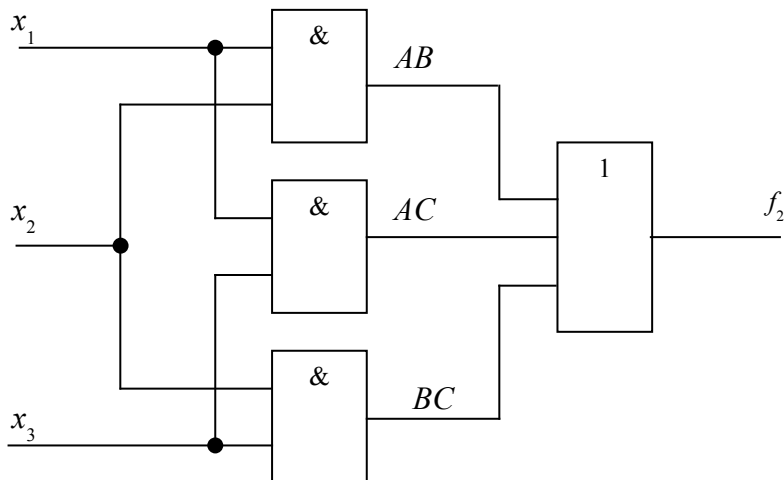 x₁
&
AB
1
&
x₂
AC
f₂
&
x₃
BC